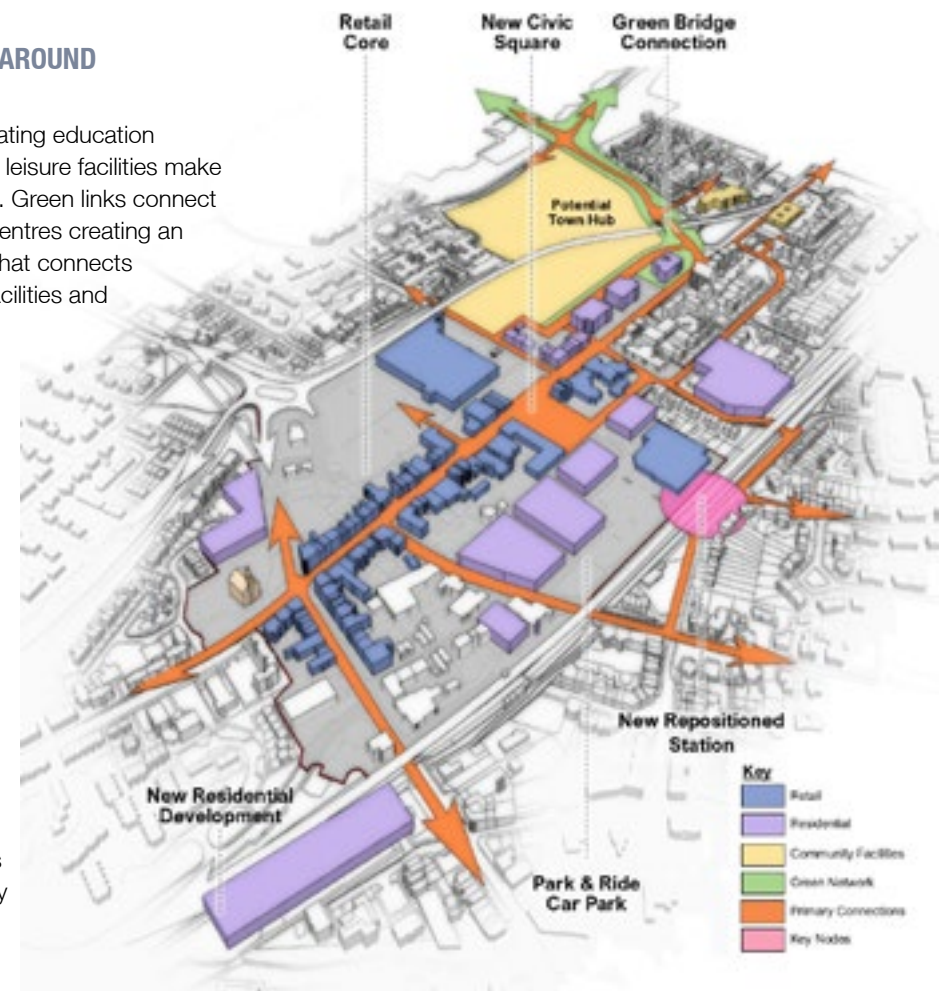 AROUND
ating education
leisure facilities make
. Green links connect
entres creating an
hat connects
cilities and
s
y
Retail
Core
New Civic
Square
Green Bridge
Connection
Potential
Town Hub
New Repositioned
Station
New Residential
Development
Park & Ride
Car Park
Key
Retail
Residential
Community Facilities
Green Network
Primary Connections
Key Nodes